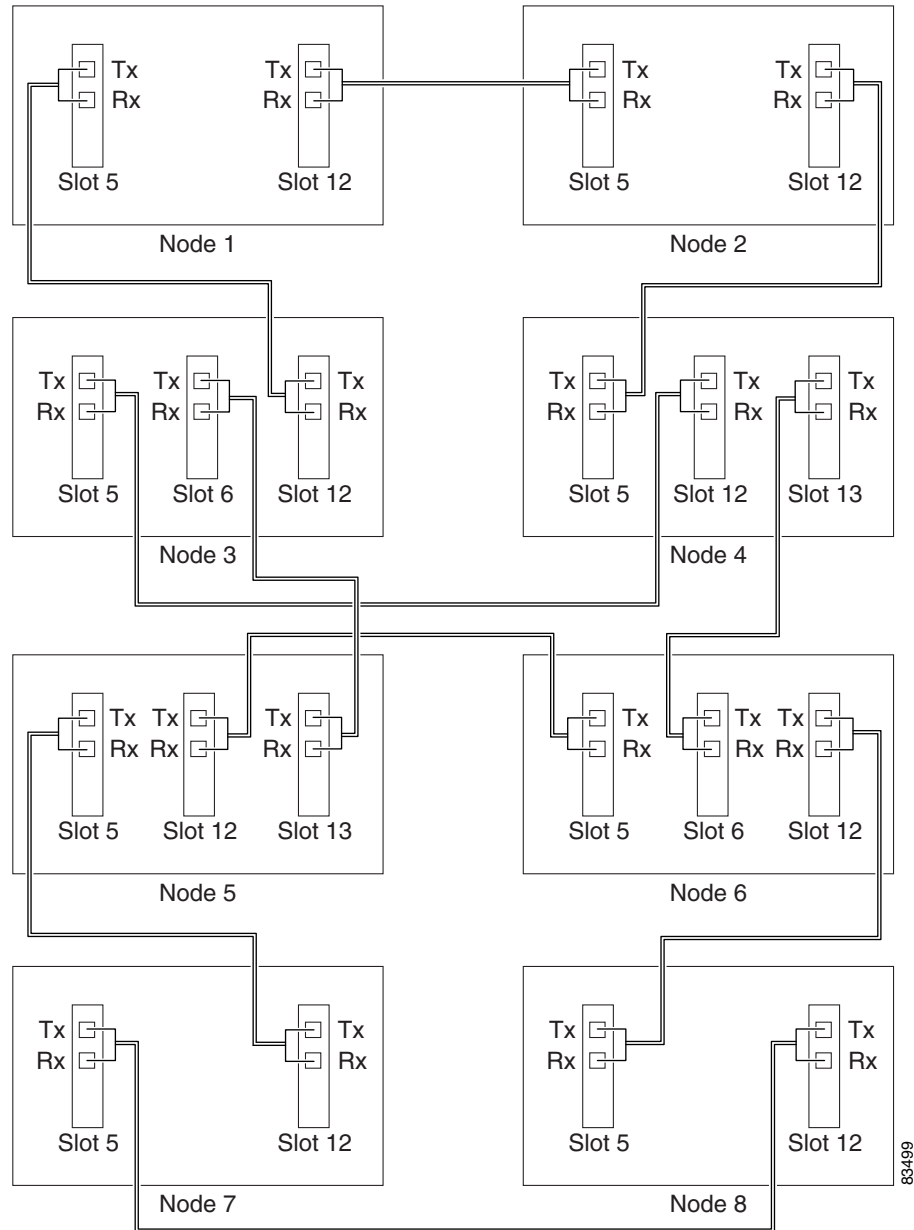 Tx Tx Tx Tx
Rx Rx Rx Rx
Slot 5 Slot 12 Slot 5 Slot 12
Node 1 Node 2
Tx Tx Tx Tx Tx Tx
Rx Rx Rx Rx Rx Rx
Slot 5 Slot 6 Slot 12 Slot 5 Slot 12 Slot 13
Node 3 Node 4
Tx Tx Tx Tx Tx Tx
Rx Rx Rx Rx Rx Rx
Slot 5 Slot 12 Slot 13 Slot 5 Slot 6 Slot 12
Node 5 Node 6
Tx Tx Tx Tx
Rx Rx Rx Rx
Slot 5 Slot 12 Slot 5 Slot 12
Node 7 Node 8
83499